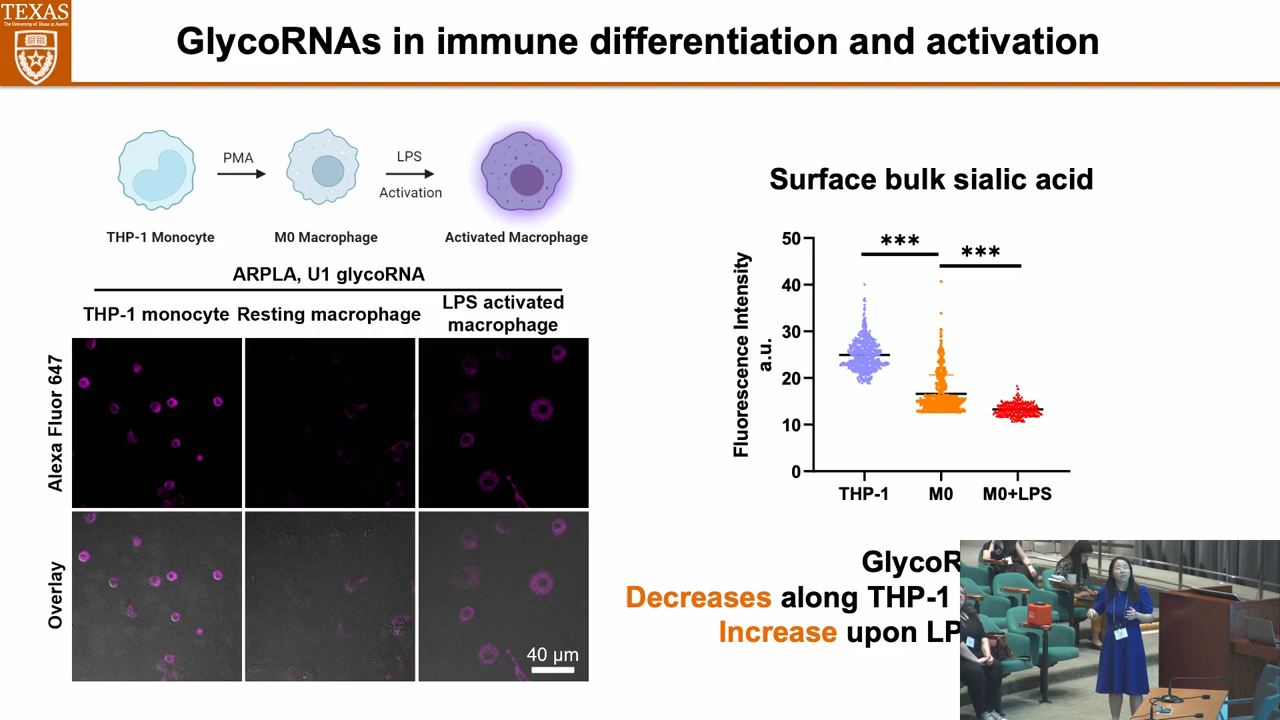 TEXAS
The University of Texas at Austin
GlycoRNAs in immune differentiation and activation
PMA
LPS
Activation
THP-1 Monocyte
M0 Macrophage
Activated Macrophage
ARPLA, U1 glycoRNA
THP-1 monocyte
Resting macrophage
LPS activated
macrophage
Alexa Fluor 647
Overlay
40 µm
Surface bulk sialic acid
Fluorescence Intensity
a.u.
50
40
30
20
10
0
***
***
THP-1
M0
M0+LPS
GlycoR
Decreases along THP-1
Increase upon LP